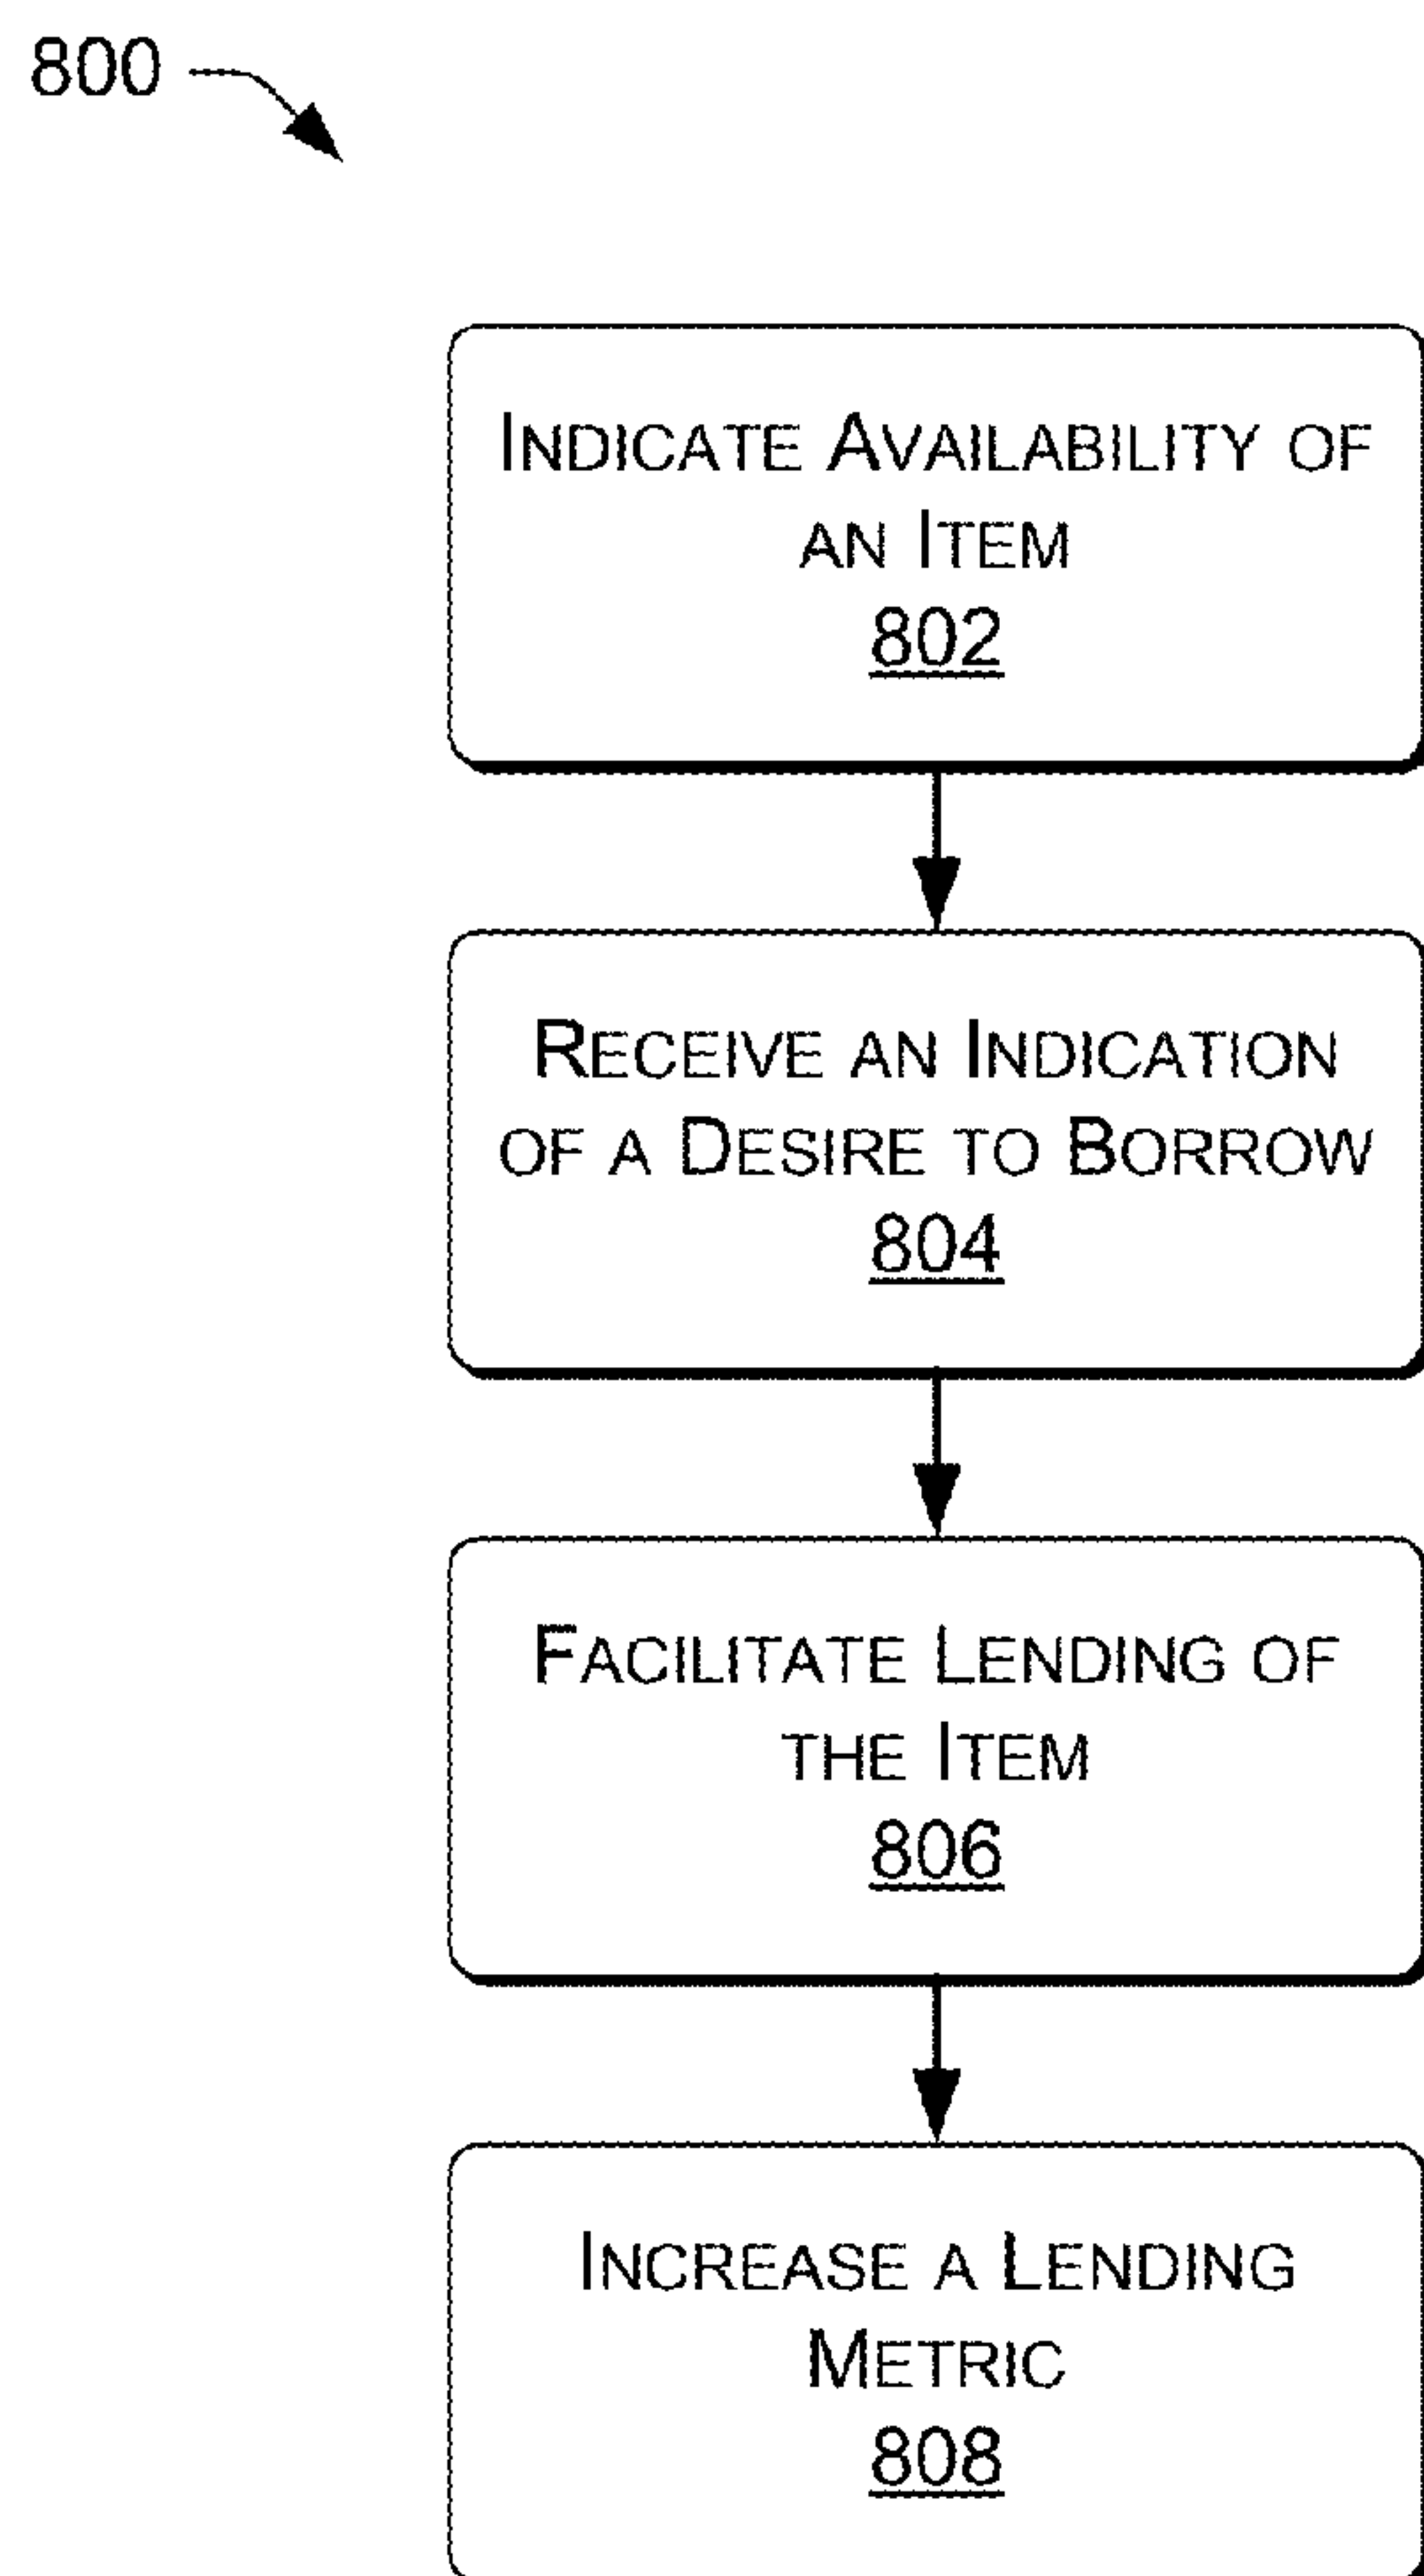 800
INDICATE AVAILABILITY OF
AN ITEM
802
RECEIVE AN INDICATION
OF A DESIRE TO BORROW
804
FACILITATE LENDING OF
THE ITEM
806
INCREASE A LENDING
METRIC
808